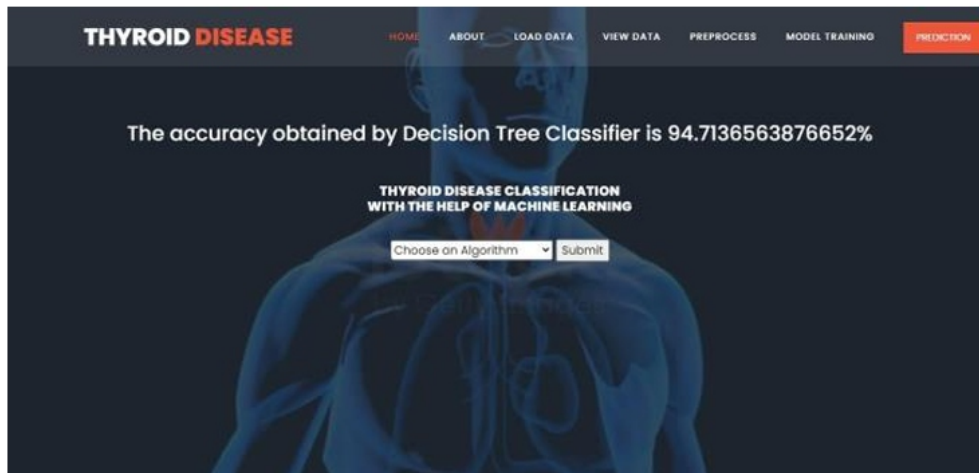 THYROID DISEASE
HOME ABOUT LOAD DATA VIEW DATA PREPROCESS MODEL TRAINING PREDICTION
The accuracy obtained by Decision Tree Classifier is 94.7136563876652%
THYROID DISEASE CLASSIFICATION
WITH THE HELP OF MACHINE LEARNING
Choose an Algorithm Submit